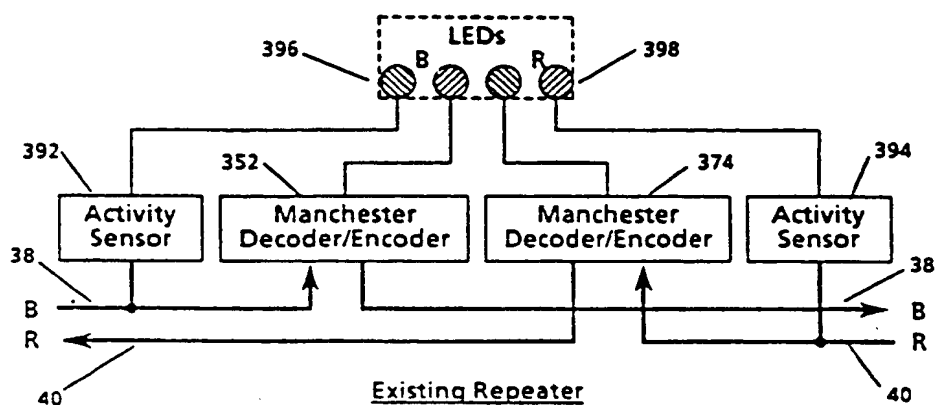 LEDs
396
B
R
398
392
352
374
394
Activity
Sensor
Manchester
Decoder/Encoder
Manchester
Decoder/Encoder
Activity
Sensor
38
38
B
B
R
R
40
40
Existing Repeater